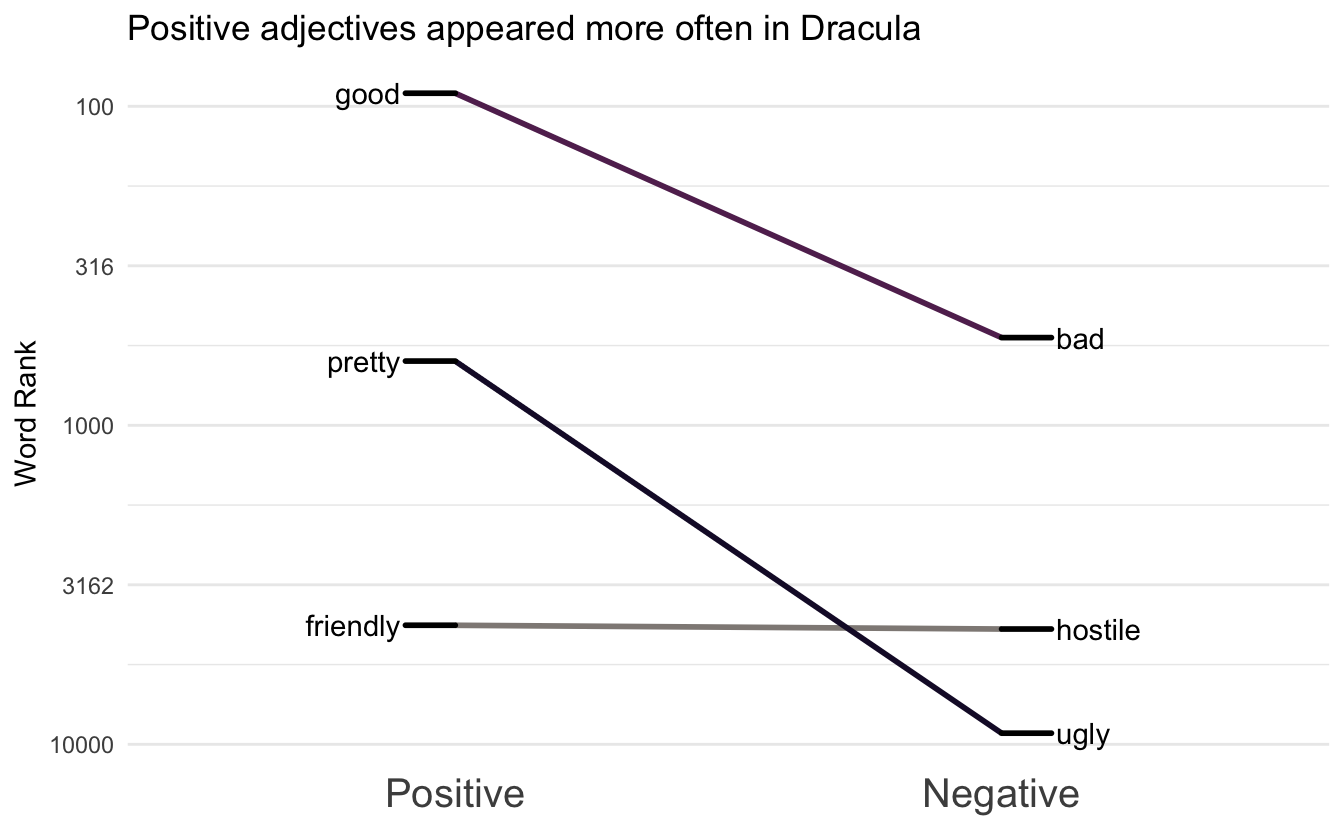 Positive adjectives appeared more often in Dracula
good
100
316
bad
pretty
Word Rank
1000
3162
friendly
hostile
ugly
10000
Positive
Negative